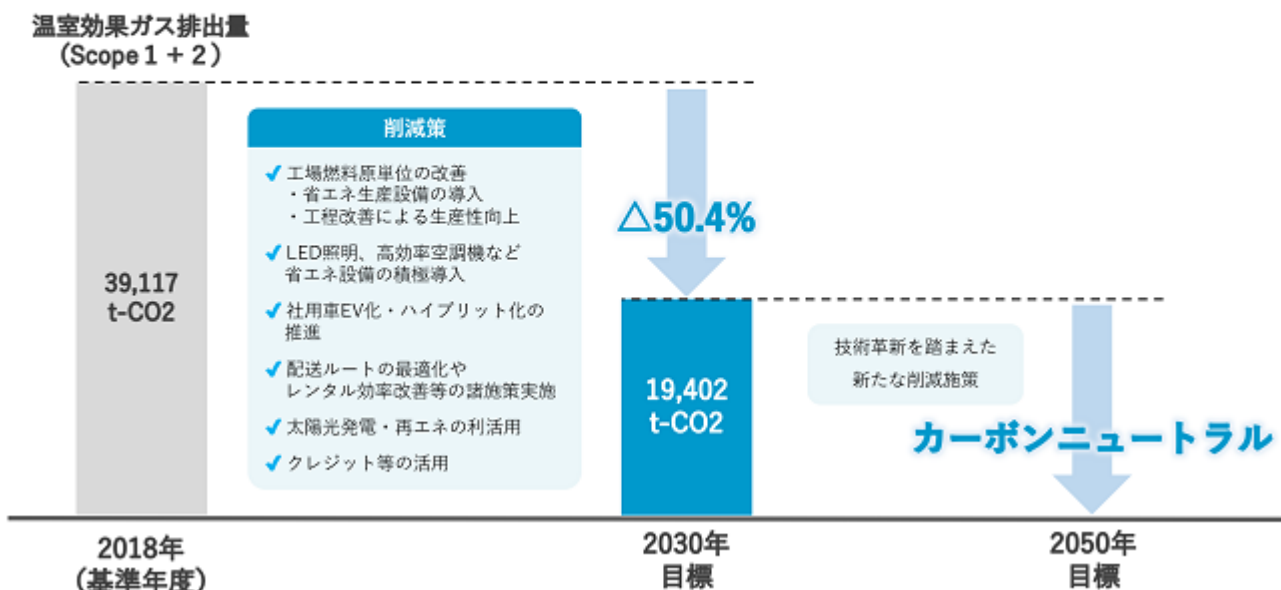 温室効果ガス排出量
（Scope 1 + 2）
削減策
工場燃料原単位の改善
・省エネ生産設備の導入
・工程改善による生産性向上
LED照明、高効率空調機など
省エネ設備の積極導入
社用車EV化・ハイブリット化の
推進
配送ルートの最適化や
レンタル効率改善等の諸施策実施
太陽光発電・再エネの利活用
クレジット等の活用
39,117
t-CO2
△50.4%
19,402
t-CO2
技術革新を踏まえた
新たな削減施策
カーボンニュートラル
2018年
（基準年度）
2030年
目標
2050年
目標